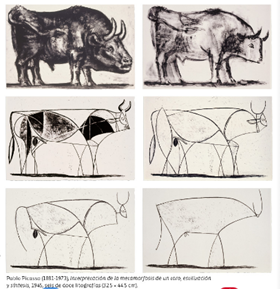 Pablo Picasso (1881-1973), Interpretación de la metamorfosis de un toro, evolución
y síntesis, 1945, seis de doce litografías (32.5 × 44.5 cm).